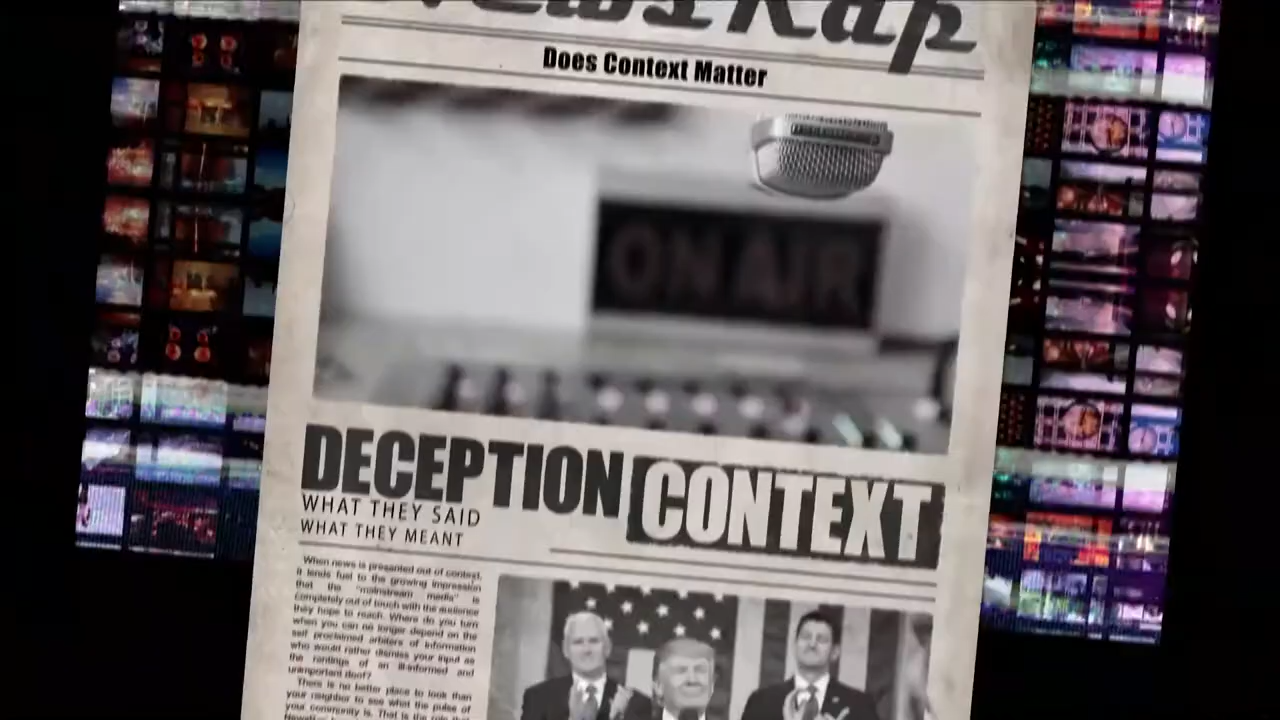 NewsRap
Does Context Matter
ON AIR
DECEPTION CONTEXT
WHAT THEY SAID
WHAT THEY MEANT
When news is presented out of context,
it lends fuel to the growing impression
that the "mainstream media" is
completely out of touch with the audience
they hope to reach. Where do you turn
when you can no longer depend on the
self proclaimed arbiters of information
who would rather dismiss your input as
the rantings of an ill-informed and
unimportant
There is no better place to look than
your neighbor to see what the pulse of
your community is. That is the role that